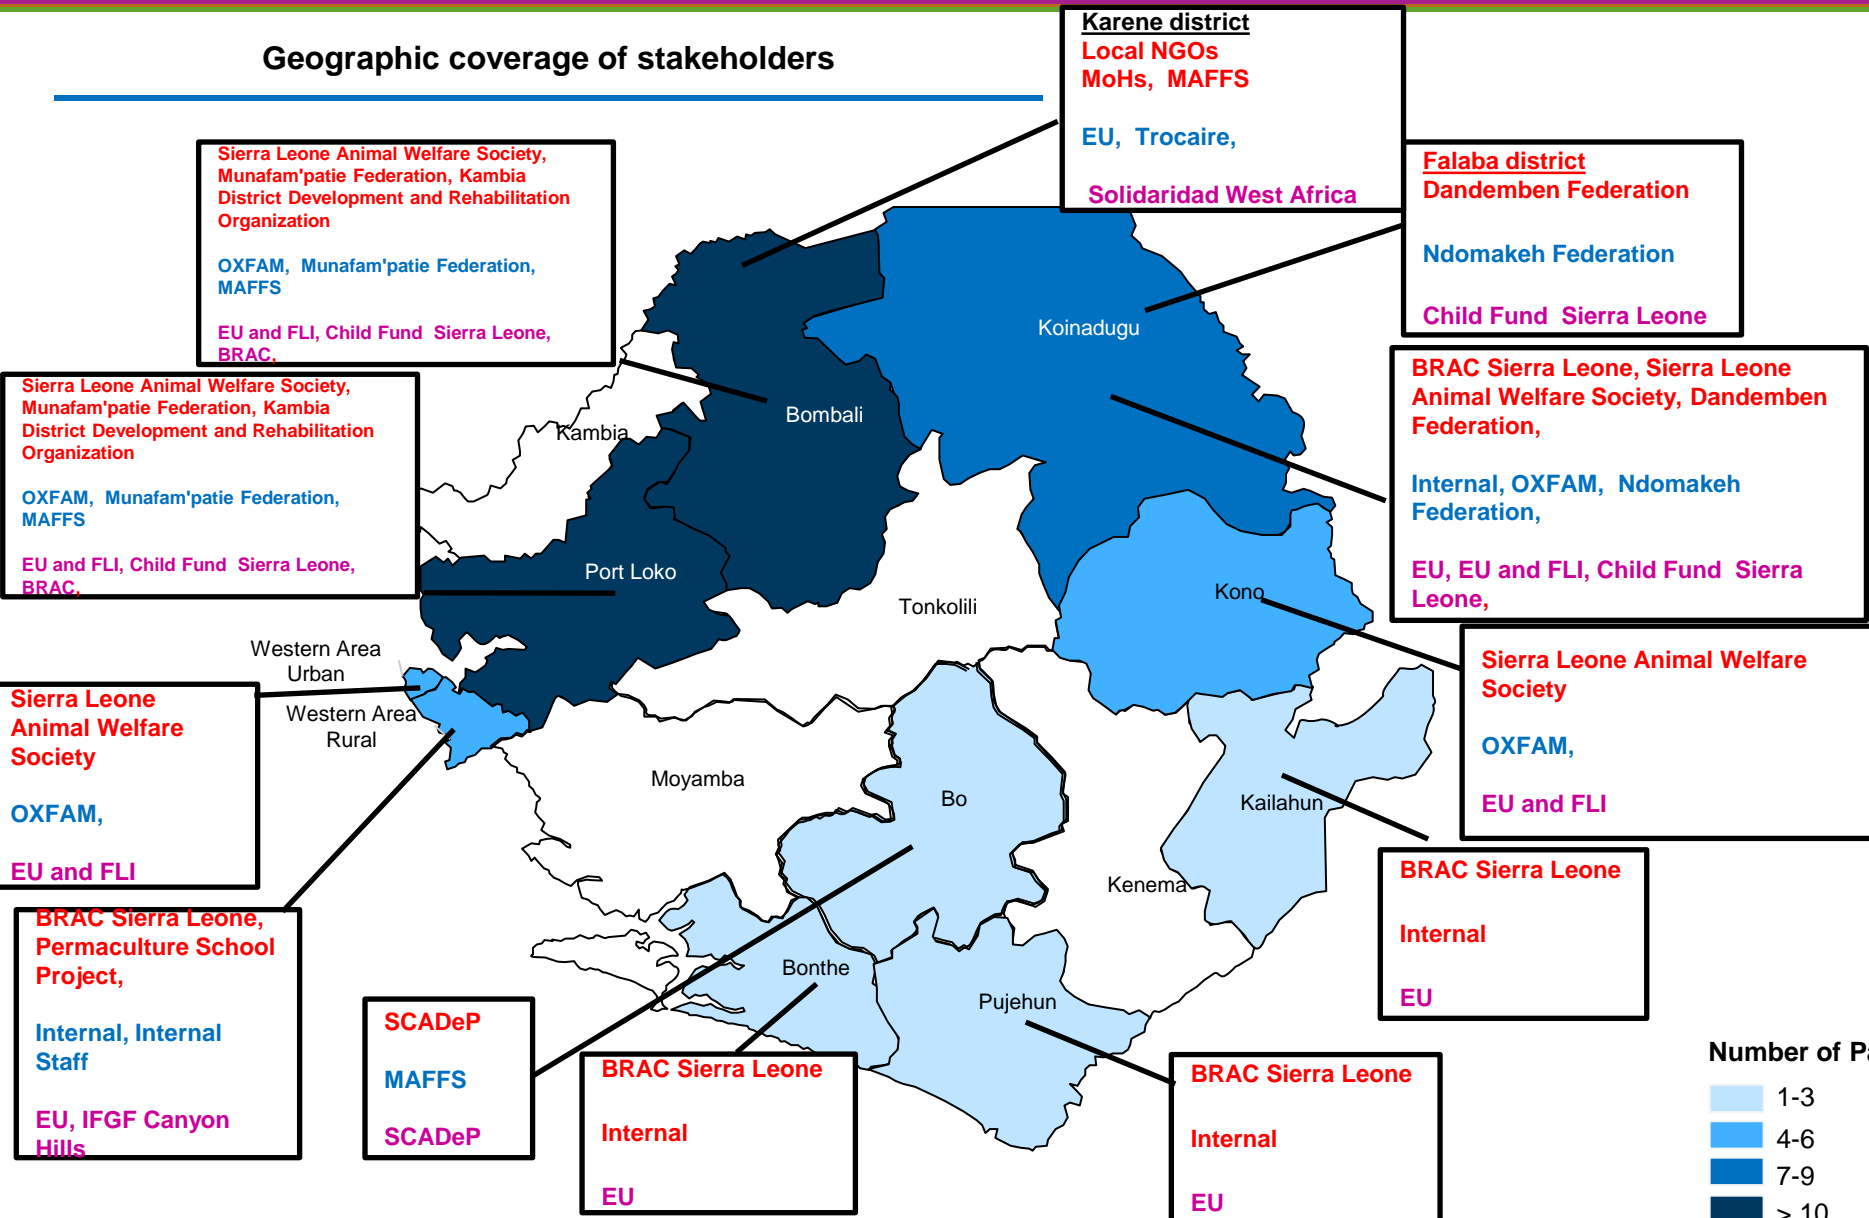 Geographic coverage of stakeholders
Karene district
Local NGOs
MoHs, MAFFS
EU, Trocaire,
Solidaridad West Africa
Falaba district
Dandemben Federation
Ndomakeh Federation
Child Fund Sierra Leone
Sierra Leone Animal Welfare Society,
Munafam'patie Federation, Kambia
District Development and Rehabilitation
Organization
OXFAM, Munafam'patie Federation,
MAFFS
EU and FLI, Child Fund Sierra Leone,
BRAC,
Sierra Leone Animal Welfare Society,
Munafam'patie Federation, Kambia
District Development and Rehabilitation
Organization
OXFAM, Munafam'patie Federation,
MAFFS
EU and FLI, Child Fund Sierra Leone,
BRAC,
BRAC Sierra Leone, Sierra Leone
Animal Welfare Society, Dandemben
Federation,
Internal, OXFAM, Ndomakeh
Federation,
EU, EU and FLI, Child Fund Sierra
Leone,
Koinadugu
Bombali
Kambia
Port Loko
Tonkolili
Kono
Western Area
Urban
Western Area
Rural
Moyamba
Bo
Kailahun
Kenema
Bonthe
Pujehun
Sierra Leone Animal Welfare
Society
OXFAM,
EU and FLI
Sierra Leone
Animal Welfare
Society
OXFAM,
EU and FLI
BRAC Sierra Leone
Internal
EU
BRAC Sierra Leone,
Permaculture School
Project,
Internal, Internal
Staff
EU, IFGF Canyon
Hills
SCADeP
MAFFS
SCADeP
BRAC Sierra Leone
Internal
EU
BRAC Sierra Leone
Internal
EU
Number of Pa
1-3
4-6
7-9
> 10